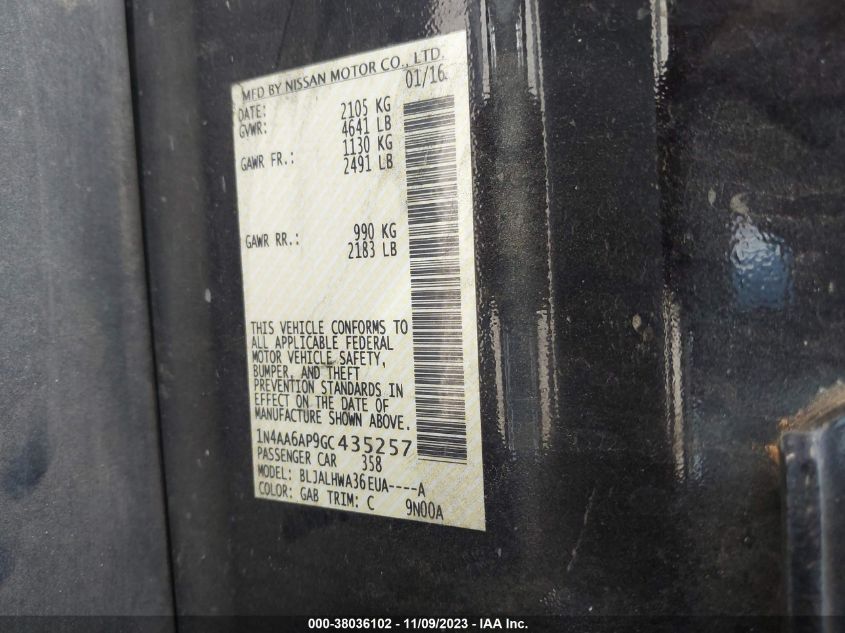 MFD BY NISSAN MOTOR CO., LTD.
DATE: 01/16
GVWR: 2105 KG
4641 LB
GAWR FR.: 1130 KG
2491 LB
GAWR RR.: 990 KG
2183 LB
THIS VEHICLE CONFORMS TO
ALL APPLICABLE FEDERAL
MOTOR VEHICLE SAFETY,
BUMPER, AND THEFT
PREVENTION STANDARDS IN
EFFECT ON THE DATE OF
MANUFACTURE SHOWN ABOVE.
1N4AA6AP9GC435257
PASSENGER CAR 358
MODEL: BLJALHWA36EUA----A
COLOR: GAB TRIM: C 9N00A
000-38036102 - 11/09/2023 - IAA Inc.